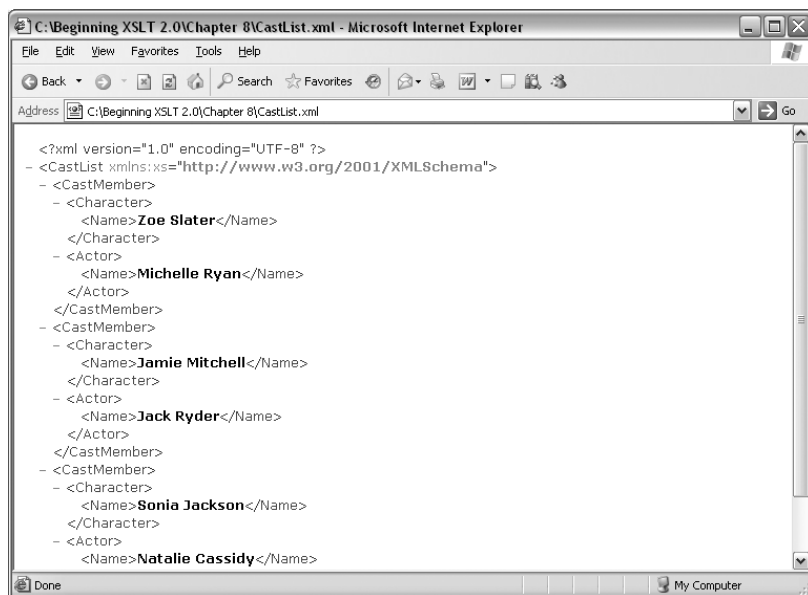 C:\Beginning XSLT 2.0\Chapter 8\CastList.xml - Microsoft Internet Explorer
File Edit View Favorites Tools Help
Back Search Favorites
Address C:\Beginning XSLT 2.0\Chapter 8\CastList.xml Go
<?xml version="1.0" encoding="UTF-8" ?>
- <CastList xmlns:xs="http://www.w3.org/2001/XMLSchema">
- <CastMember>
- <Character>
<Name>Zoe Slater</Name>
</Character>
- <Actor>
<Name>Michelle Ryan</Name>
</Actor>
</CastMember>
- <CastMember>
- <Character>
<Name>Jamie Mitchell</Name>
</Character>
- <Actor>
<Name>Jack Ryder</Name>
</Actor>
</CastMember>
- <CastMember>
- <Character>
<Name>Sonia Jackson</Name>
</Character>
- <Actor>
<Name>Natalie Cassidy</Name>
Done My Computer